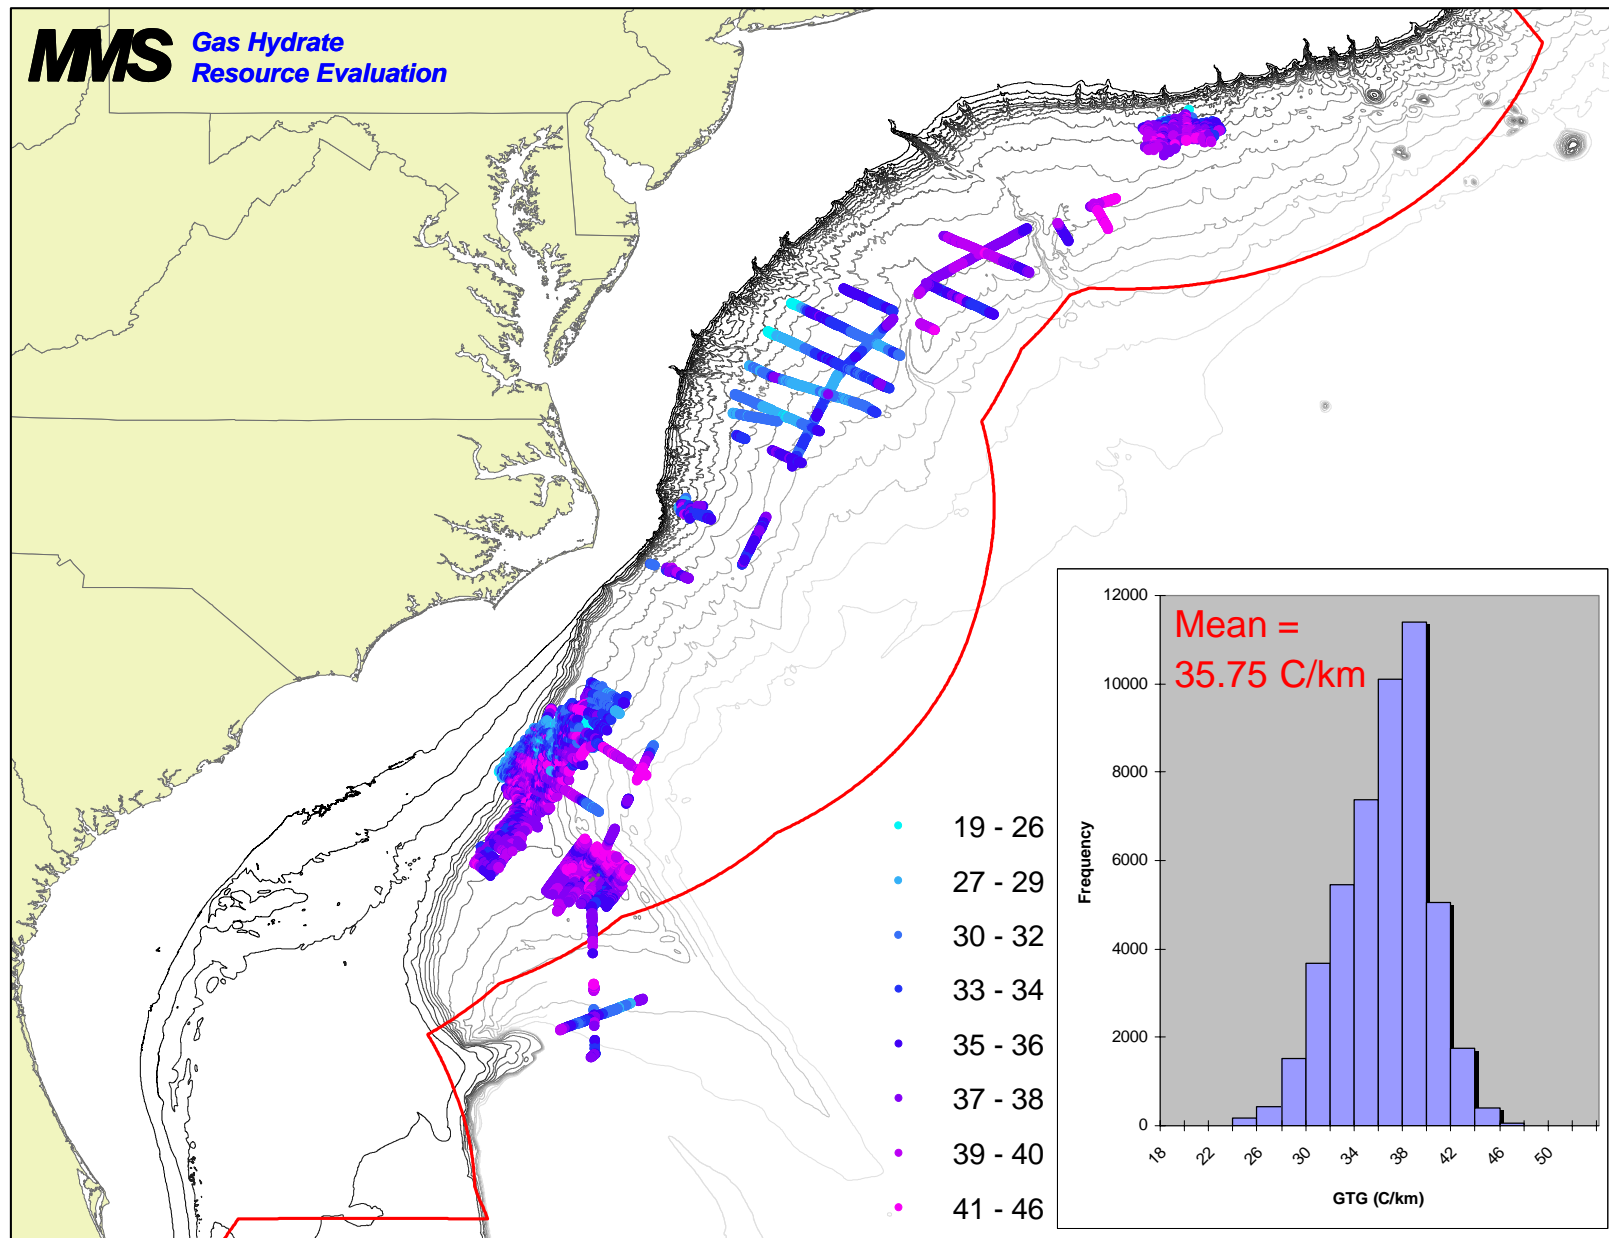 MMS
Gas Hydrate
Resource Evaluation
19 - 26
27 - 29
30 - 32
33 - 34
35 - 36
37 - 38
39 - 40
41 - 46
Mean =
35.75 C/km
12000
10000
8000
6000
4000
2000
0
Frequency
18
22
26
30
34
38
42
46
50
GTG (C/km)